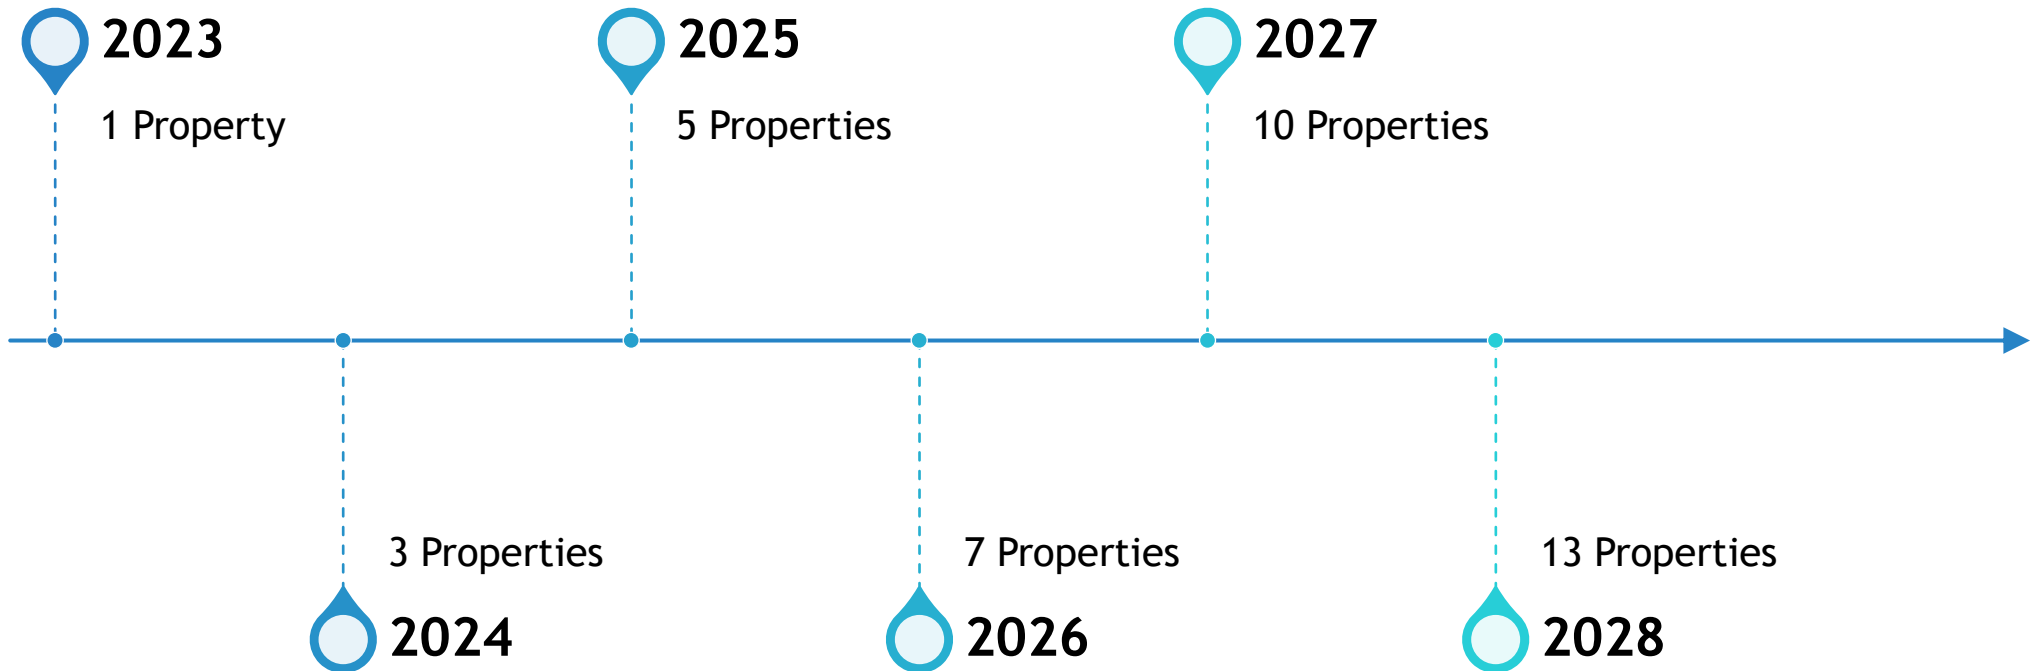 2023
1 Property
2025
5 Properties
2027
10 Properties
3 Properties
2024
7 Properties
2026
13 Properties
2028